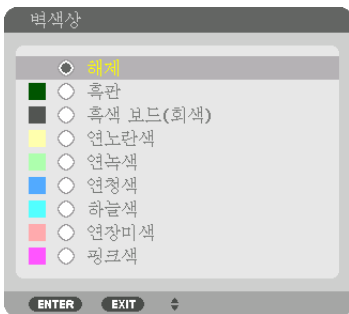 벽색상
해제
흑판
흑색 보드(회색)
연노란색
연녹색
연청색
하늘색
연장미색
핑크색
ENTER EXIT